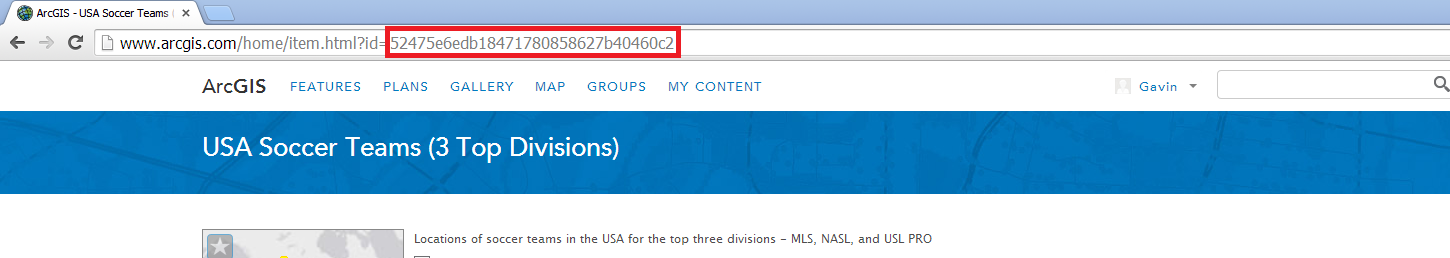 ArcGIS - USA Soccer Teams (
www.arcgis.com/home/item.html?id=52475e6edb18471780858627b40460c2
ArcGIS FEATURES PLANS GALLERY MAP GROUPS MY CONTENT Gavin
USA Soccer Teams (3 Top Divisions)
Locations of soccer teams in the USA for the top three divisions - MLS, NASL, and USL PRO